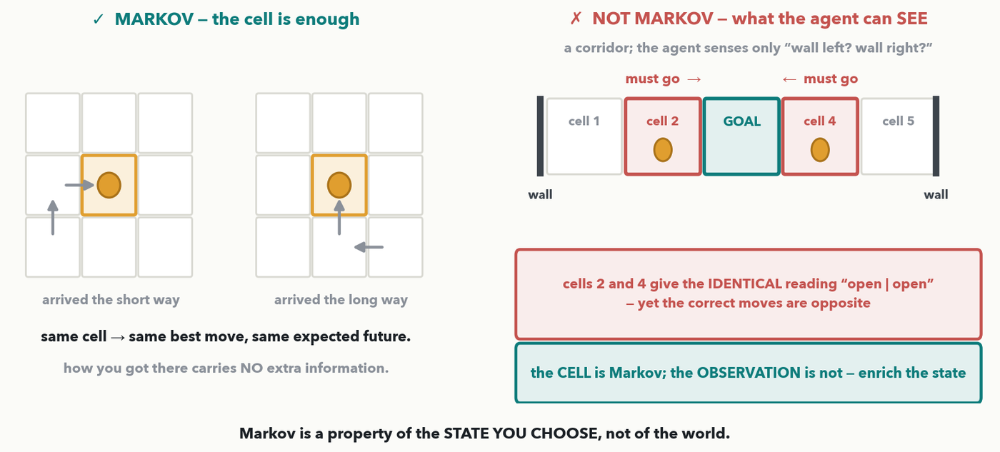 ✓ MARKOV – the cell is enough
arrived the short way
arrived the long way
same cell → same best move, same expected future.
how you got there carries NO extra information.
✗ NOT MARKOV – what the agent can SEE
a corridor; the agent senses only “wall left? wall right?”
must go →
← must go
cell 1
cell 2
GOAL
cell 4
cell 5
wall
wall
cells 2 and 4 give the IDENTICAL reading “open | open”
– yet the correct moves are opposite
the CELL is Markov; the OBSERVATION is not – enrich the state
Markov is a property of the STATE YOU CHOOSE, not of the world.